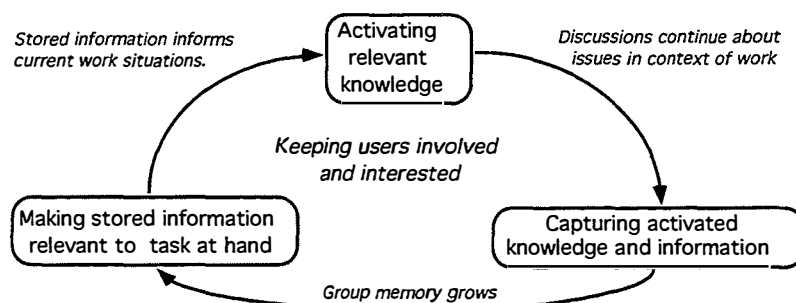 Stored information informs
current work situations.
Activating
relevant
knowledge
Discussions continue about
issues in context of work
Keeping users involved
and interested
Making stored information
relevant to task at hand
Capturing activated
knowledge and information
Group memory grows